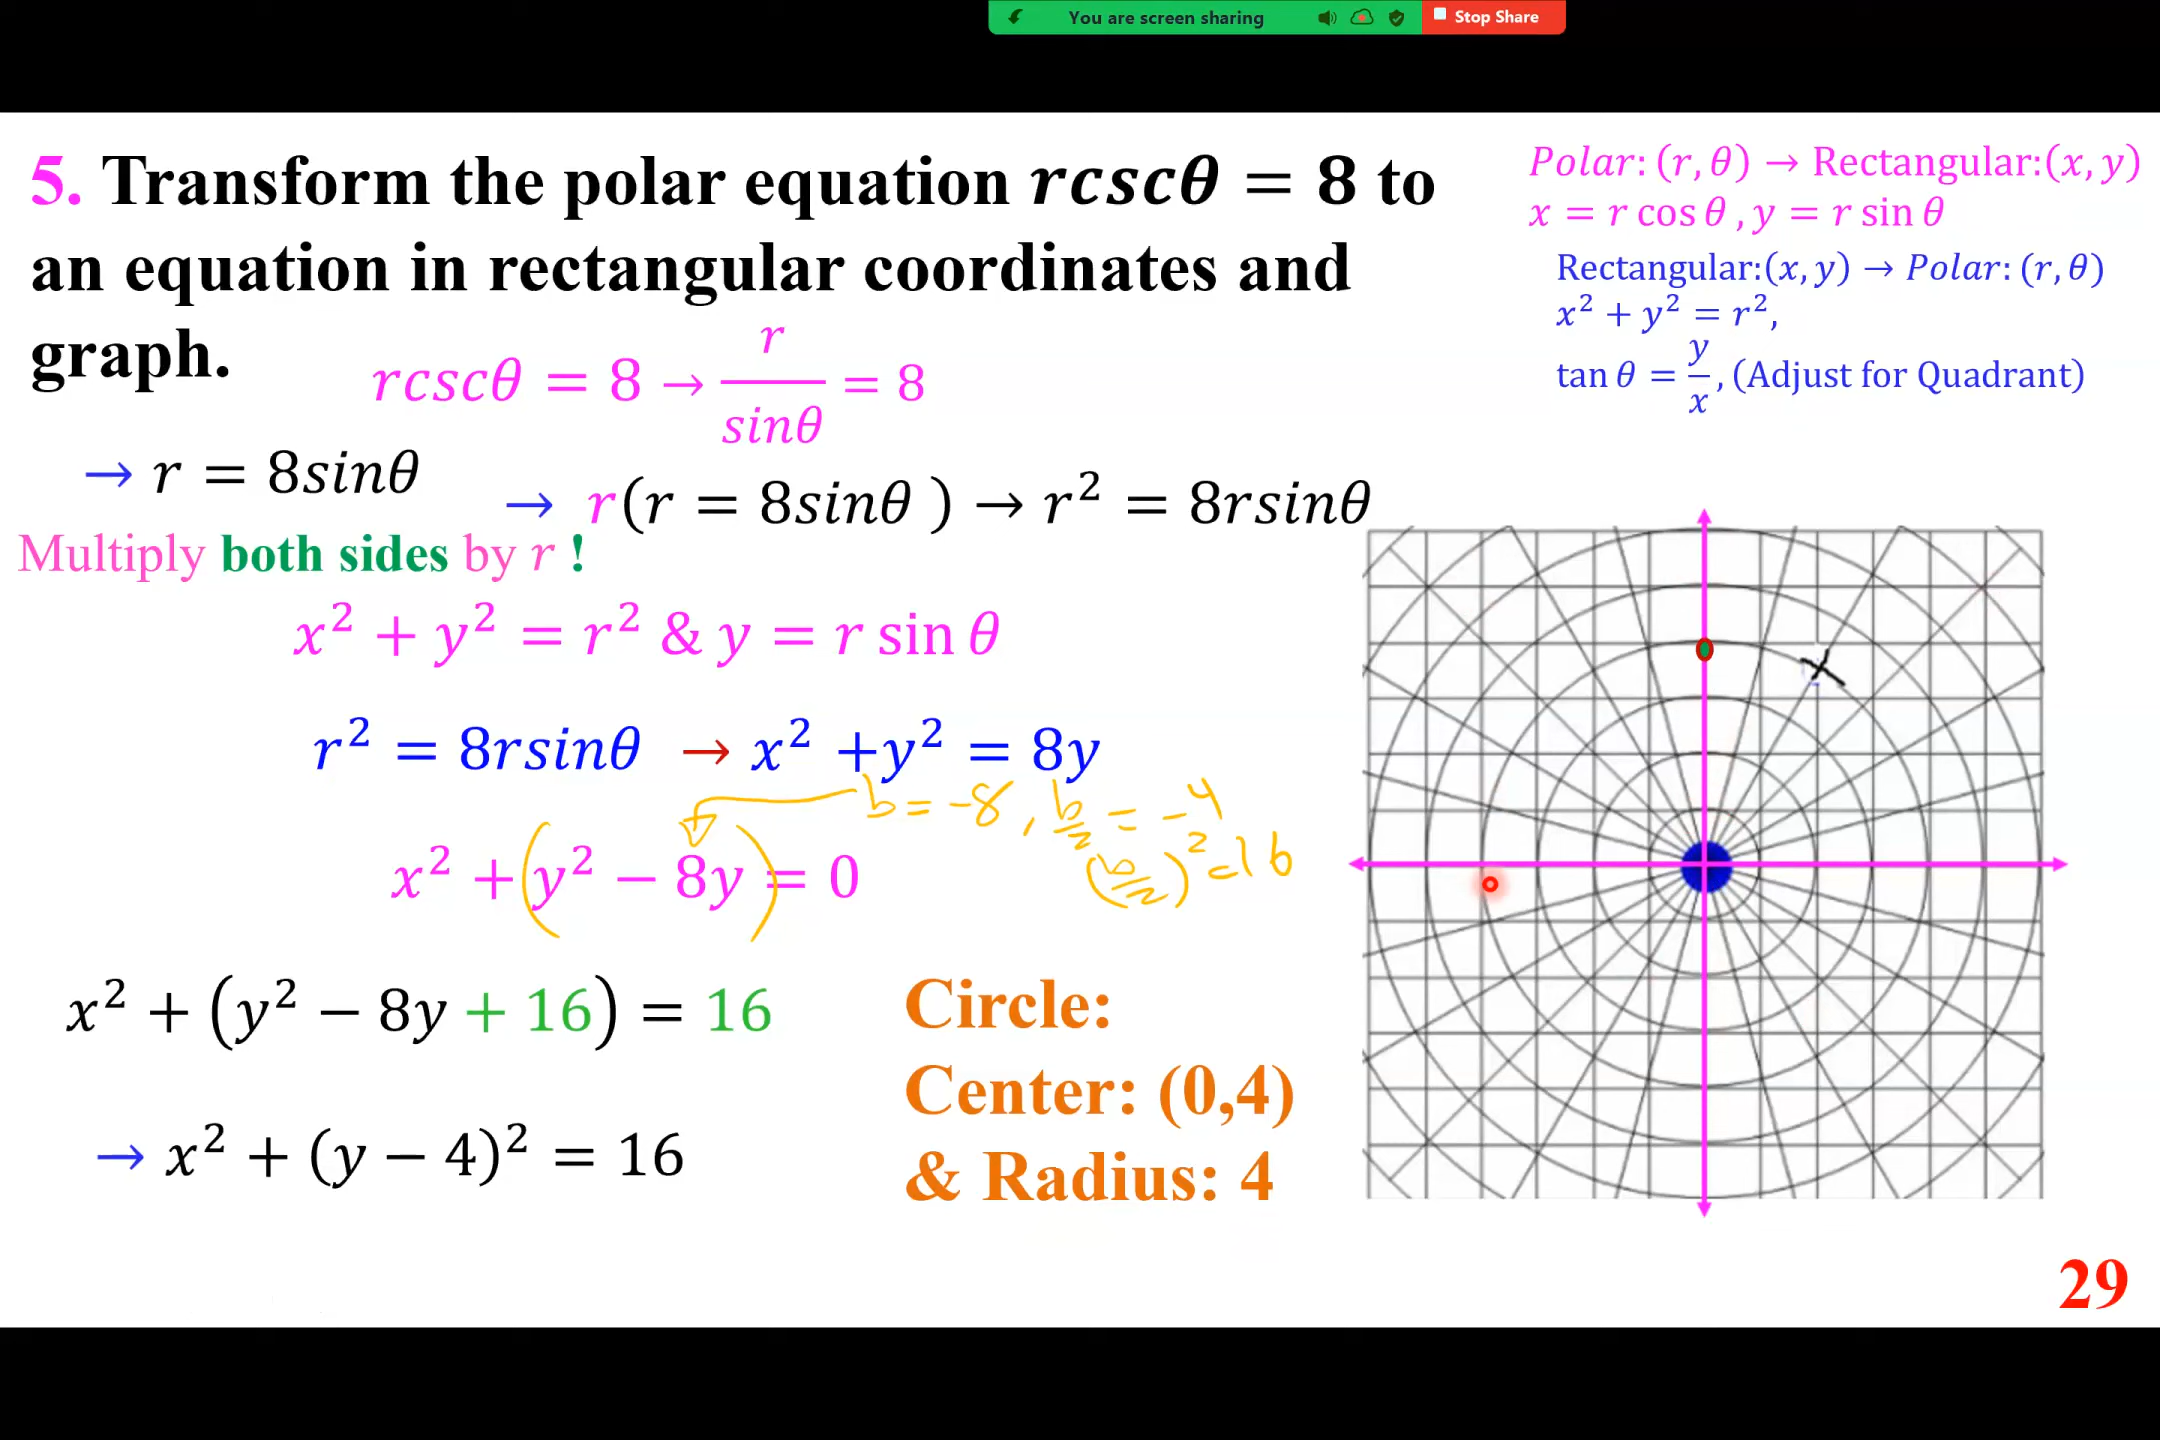 You are screen sharing
Stop Share
5. Transform the polar equation rcscθ = 8 to
an equation in rectangular coordinates and
graph.
Polar: (r, θ) → Rectangular:(x, y)
x = r cos θ , y = r sin θ
Rectangular:(x, y) → Polar: (r, θ)
x² + y² = r²,
tan θ = y/x, (Adjust for Quadrant)
rcscθ = 8 → r/sinθ = 8
→ r = 8sinθ
→ r(r = 8sinθ ) → r² = 8rsinθ
Multiply both sides by r !
x² + y² = r² & y = r sin θ
r² = 8rsinθ → x² +y² = 8y
b = -8, b/2 = -4
(b/2)² = 16
x² + (y² − 8y) = 0
x² + (y² − 8y + 16) = 16
→ x² + (y − 4)² = 16
Circle:
Center: (0,4)
& Radius: 4
29